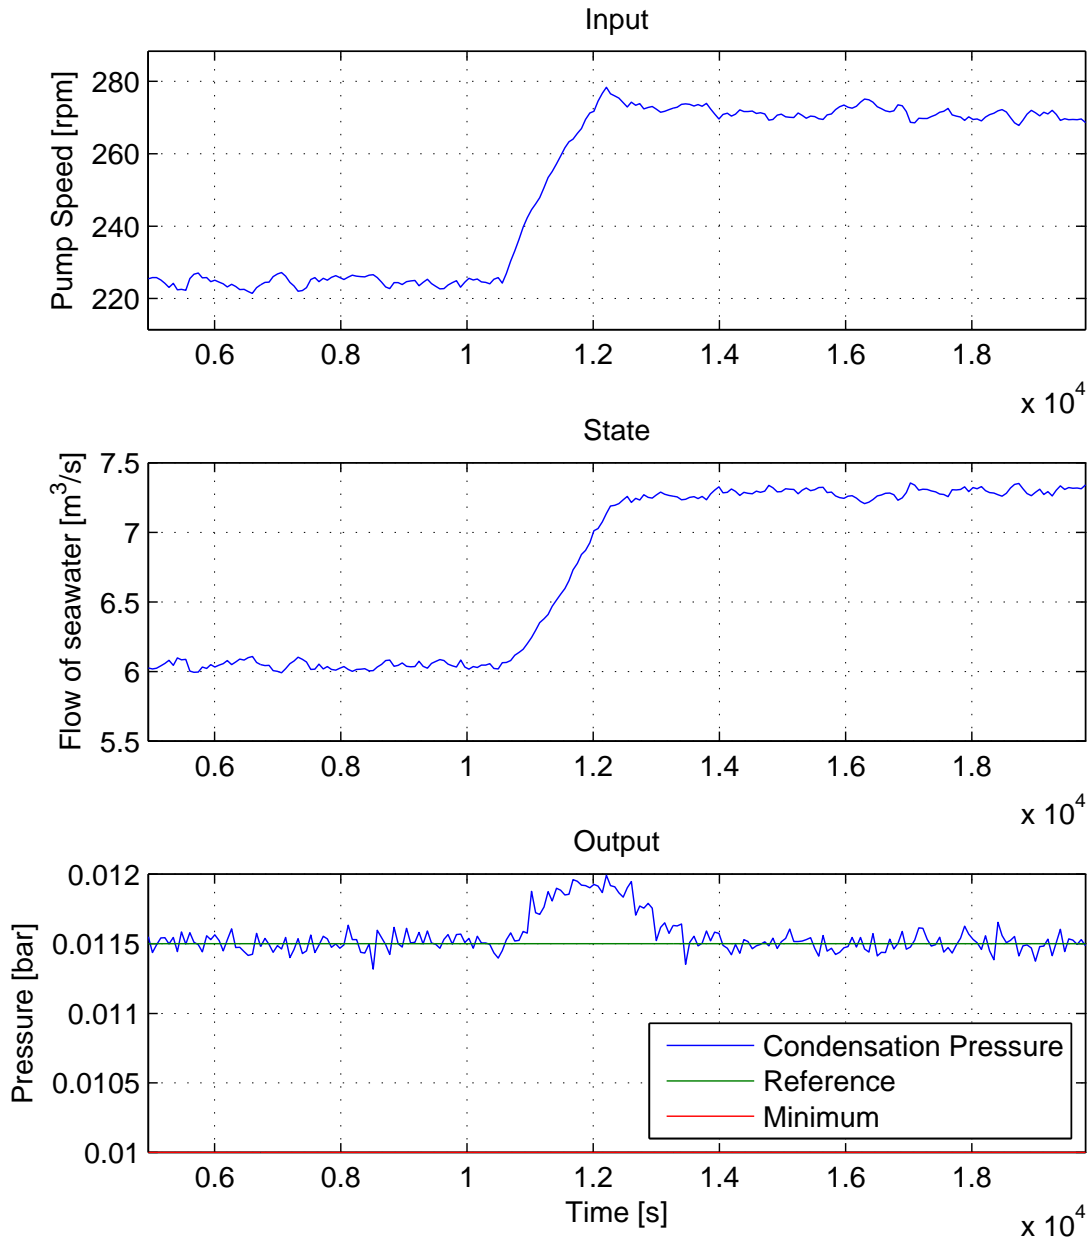 Input
Pump Speed [rpm]
280
260
240
220
0.6 0.8 1 1.2 1.4 1.6 1.8
x 10^4
State
Flow of seawater [m^3/s]
7.5
7
6.5
6
5.5
0.6 0.8 1 1.2 1.4 1.6 1.8
x 10^4
Output
Pressure [bar]
0.012
0.0115
0.011
0.0105
0.01
Condensation Pressure
Reference
Minimum
0.6 0.8 1 1.2 1.4 1.6 1.8
Time [s]
x 10^4